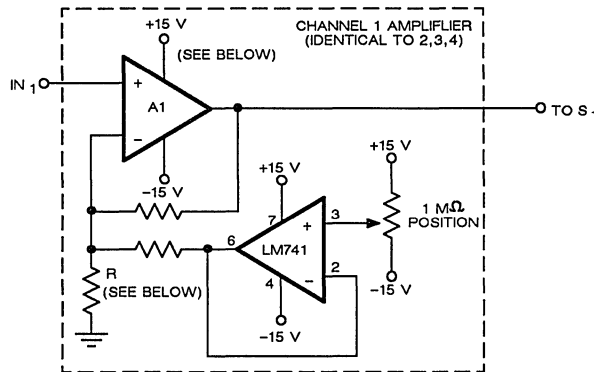 CHANNEL 1 AMPLIFLIER
(IDENTICAL TO 2,3,4)
+15 V
(SEE BELOW)
IN 1
+
A1
−
TO S
−15 V
+15 V
+15 V
7
3
+
1 MΩ
POSITION
6
LM741
2
−
4
R
(SEE BELOW)
−15 V
−15 V